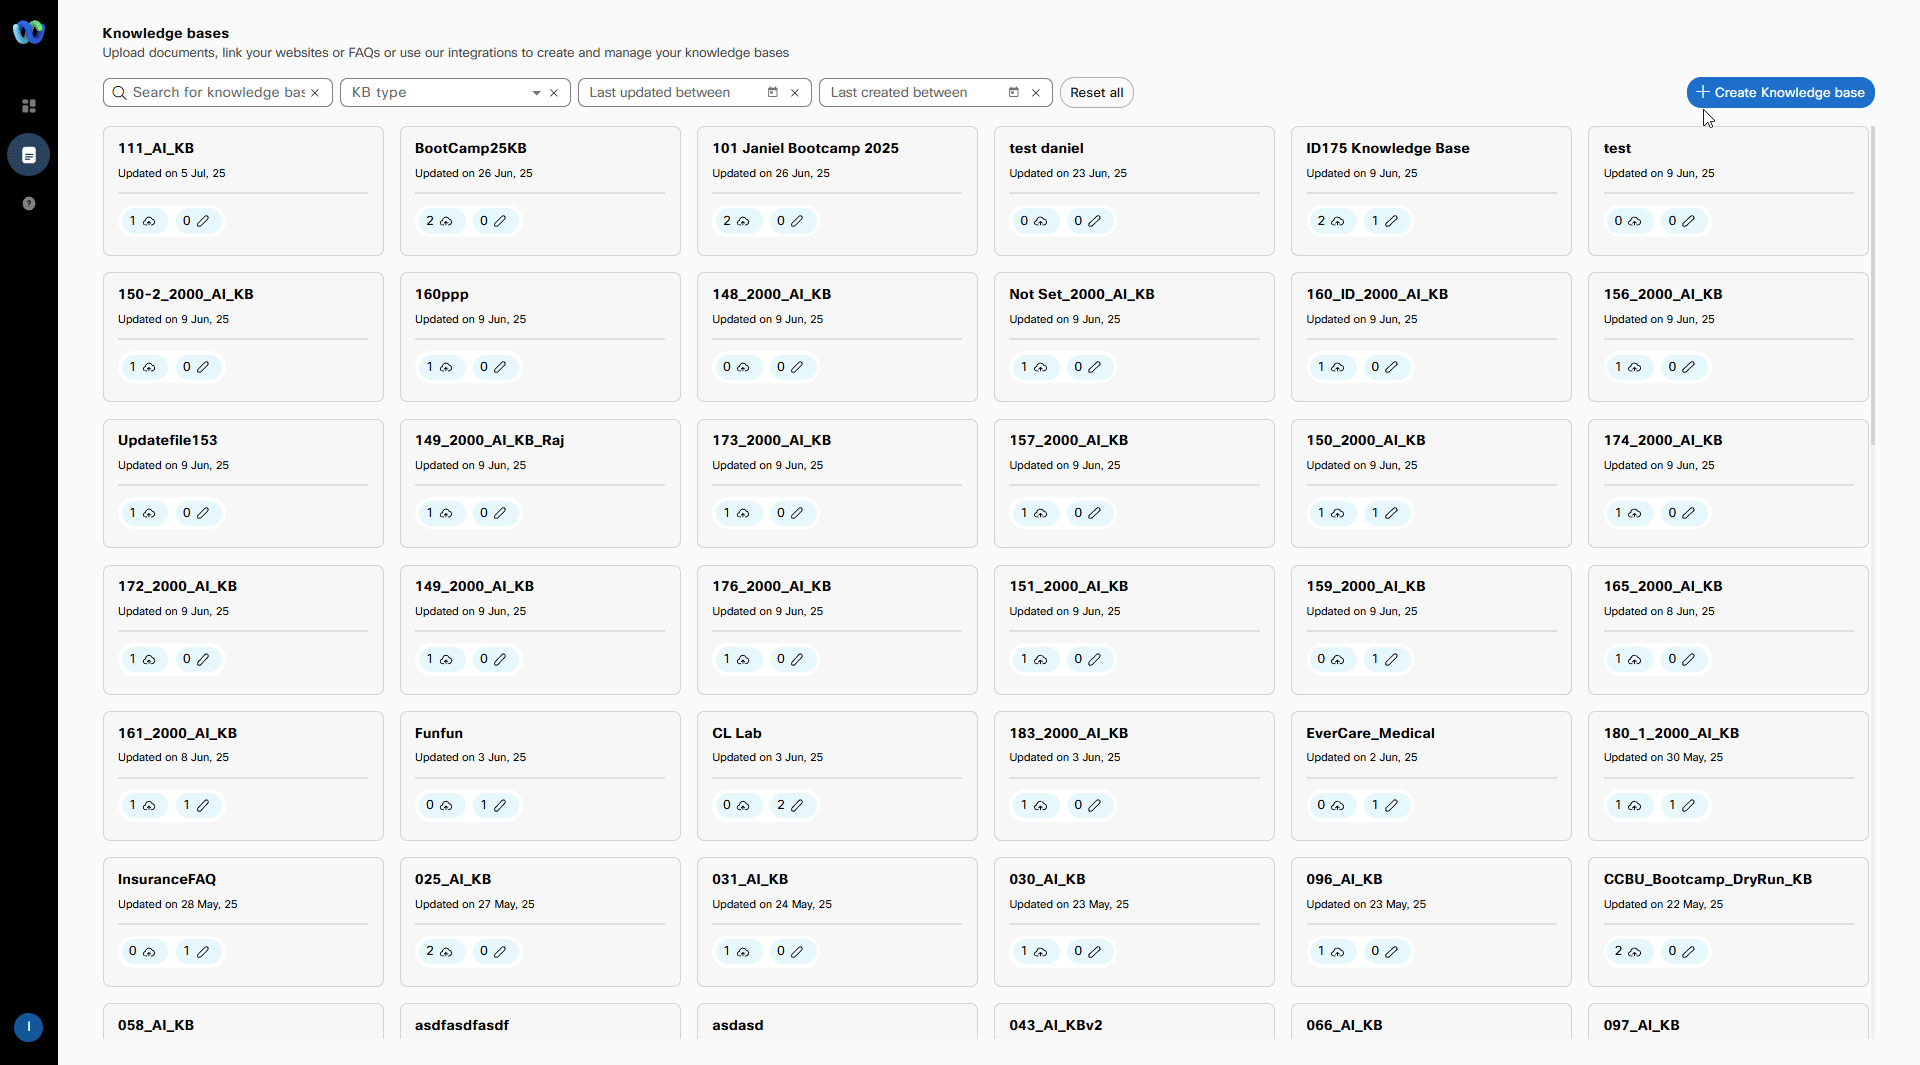 Knowledge bases
Upload documents, link your websites or FAQs or use our integrations to create and manage your knowledge bases
Search for knowledge bas KB type Last updated between Last created between Reset all Create Knowledge base
111_AI_KB BootCamp25KB 101 Janiel Bootcamp 2025 test daniel ID175 Knowledge Base test
Updated on 5 Jul, 25 Updated on 26 Jun, 25 Updated on 26 Jun, 25 Updated on 23 Jun, 25 Updated on 9 Jun, 25 Updated on 9 Jun, 25
1 0 2 0 2 0 0 0 2 1 0 0
150-2_2000_AI_KB 160ppp 148_2000_AI_KB Not Set_2000_AI_KB 160_ID_2000_AI_KB 156_2000_AI_KB
Updated on 9 Jun, 25 Updated on 9 Jun, 25 Updated on 9 Jun, 25 Updated on 9 Jun, 25 Updated on 9 Jun, 25 Updated on 9 Jun, 25
1 0 1 0 0 0 1 0 1 0 1 0
Updatefile153 149_2000_AI_KB_Raj 173_2000_AI_KB 157_2000_AI_KB 150_2000_AI_KB 174_2000_AI_KB
Updated on 9 Jun, 25 Updated on 9 Jun, 25 Updated on 9 Jun, 25 Updated on 9 Jun, 25 Updated on 9 Jun, 25 Updated on 9 Jun, 25
1 0 1 0 1 0 1 0 1 1 1 0
172_2000_AI_KB 149_2000_AI_KB 176_2000_AI_KB 151_2000_AI_KB 159_2000_AI_KB 165_2000_AI_KB
Updated on 9 Jun, 25 Updated on 9 Jun, 25 Updated on 9 Jun, 25 Updated on 9 Jun, 25 Updated on 9 Jun, 25 Updated on 8 Jun, 25
1 0 1 0 1 0 1 0 0 1 1 0
161_2000_AI_KB Funfun CL Lab 183_2000_AI_KB EverCare_Medical 180_1_2000_AI_KB
Updated on 8 Jun, 25 Updated on 3 Jun, 25 Updated on 3 Jun, 25 Updated on 3 Jun, 25 Updated on 2 Jun, 25 Updated on 30 May, 25
1 1 0 1 0 2 1 0 0 1 1 1
InsuranceFAQ 025_AI_KB 031_AI_KB 030_AI_KB 096_AI_KB CCBU_Bootcamp_DryRun_KB
Updated on 28 May, 25 Updated on 27 May, 25 Updated on 24 May, 25 Updated on 23 May, 25 Updated on 23 May, 25 Updated on 22 May, 25
0 1 2 0 1 0 1 0 1 0 2 0
058_AI_KB asdfasdfasdf asdasd 043_AI_KBv2 066_AI_KB 097_AI_KB
I